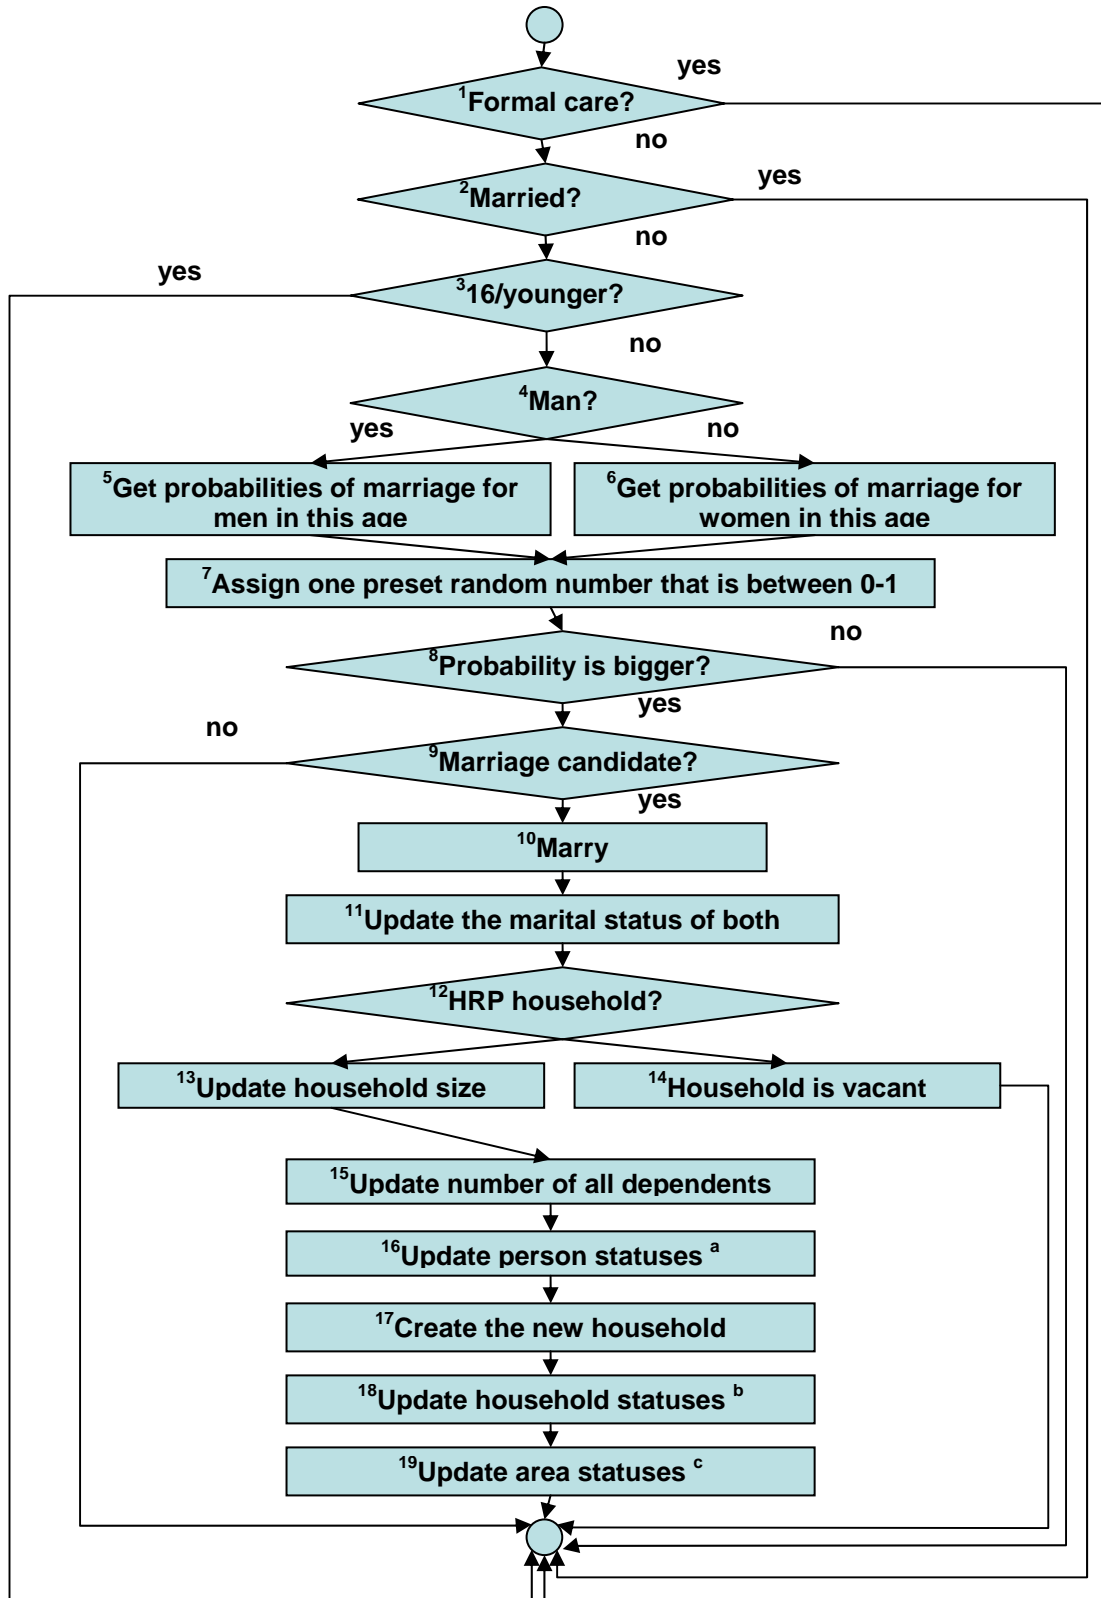 yes
¹Formal care?
no
yes
²Married?
no
yes
³16/younger?
no
⁴Man?
yes
no
⁵Get probabilities of marriage for
men in this age
⁶Get probabilities of marriage for
women in this age
⁷Assign one preset random number that is between 0-1
no
⁸Probability is bigger?
yes
no
⁹Marriage candidate?
yes
¹⁰Marry
¹¹Update the marital status of both
¹²HRP household?
¹³Update household size
¹⁴Household is vacant
¹⁵Update number of all dependents
¹⁶Update person statuses ᵃ
¹⁷Create the new household
¹⁸Update household statuses ᵇ
¹⁹Update area statuses ᶜ